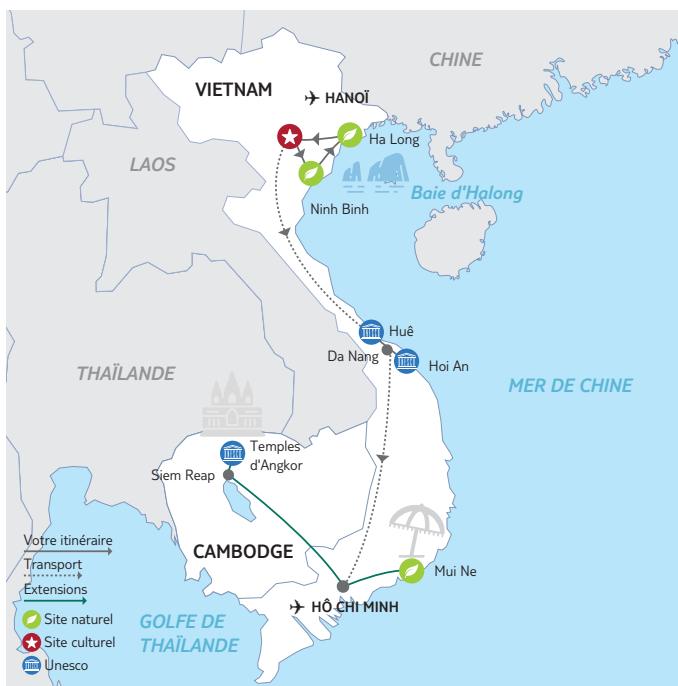 CHINE
VIETNAM
HANOÏ
Ha Long
LAOS
Baie d'Halong
Ninh Binh
Huê
Da Nang
Hoi An
THAÏLANDE
MER DE CHINE
Temples
d'Angkor
Siem Reap
CAMBODGE
Mui Ne
HÔ CHI MINH
GOLFE DE
THAÏLANDE
Votre itinéraire
Transport
Extensions
Site naturel
Site culturel
Unesco